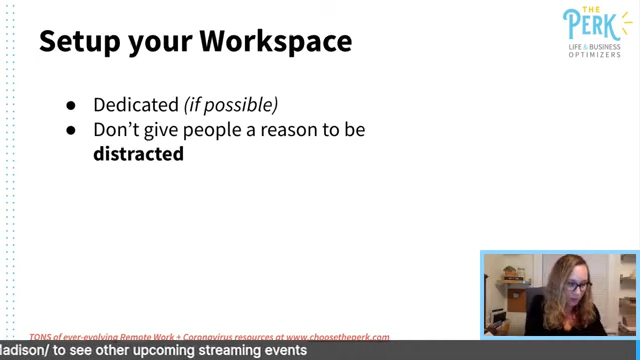 Setup your Workspace
THE
PERK
LIFE & BUSINESS
OPTIMIZERS
● Dedicated (if possible)
● Don't give people a reason to be
distracted
TONS of ever-evolving Remote Work + Coronavirus resources at www.choosetheperk.com
ladison/ to see other upcoming streaming events